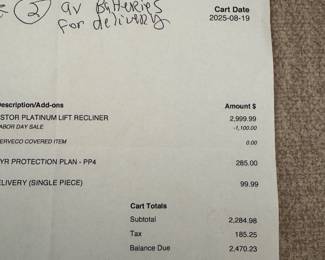 ② 9v Batteries
for delivery
Cart Date
2025-08-19
Description/Add-ons Amount $
STOR PLATINUM LIFT RECLINER 2,999.99
ABOR DAY SALE -1,100.00
ERVECO COVERED ITEM 0.00
YR PROTECTION PLAN - PP4 285.00
ELIVERY (SINGLE PIECE) 99.99
Cart Totals
Subtotal 2,284.98
Tax 185.25
Balance Due 2,470.23